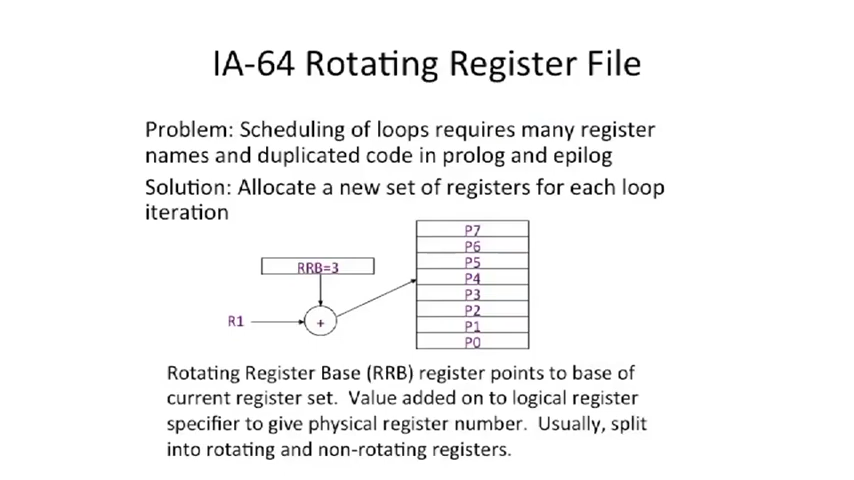 IA-64 Rotating Register File
Problem: Scheduling of loops requires many register
names and duplicated code in prolog and epilog
Solution: Allocate a new set of registers for each loop
iteration
P7
P6
RRB=3
P5
P4
P3
P2
R1
+
P1
P0
Rotating Register Base (RRB) register points to base of
current register set. Value added on to logical register
specifier to give physical register number. Usually, split
into rotating and non-rotating registers.